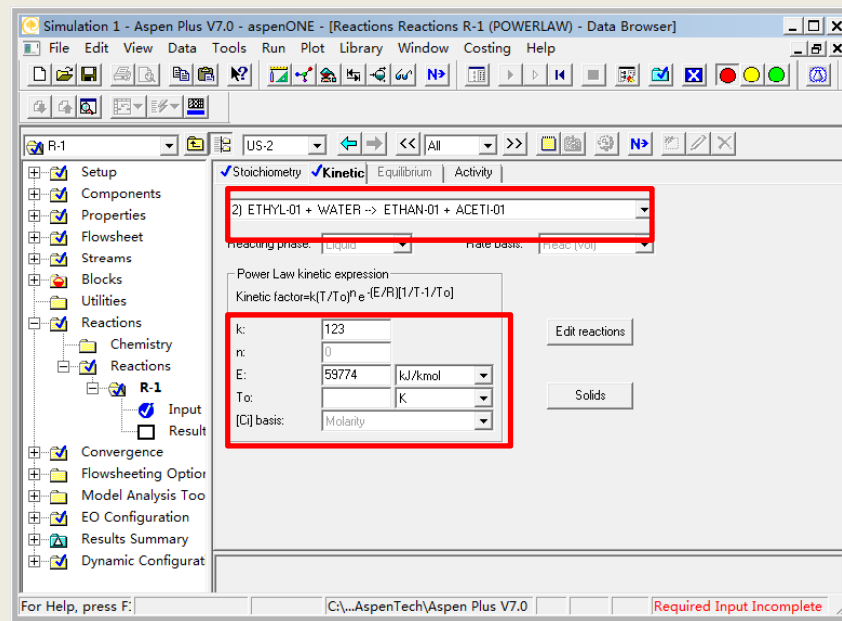 Simulation 1 - Aspen Plus V7.0 - aspenONE - [Reactions Reactions R-1 (POWERLAW) - Data Browser]
File Edit View Data Tools Run Plot Library Window Costing Help
R-1 US-2 All N>
Setup
Components
Properties
Flowsheet
Streams
Blocks
Utilities
Reactions
Chemistry
Reactions
R-1
Input
Result
Convergence
Flowsheeting Option
Model Analysis Too
EO Configuration
Results Summary
Dynamic Configurat
Stoichiometry Kinetic Equilibrium Activity
2) ETHYL-01 + WATER --> ETHAN-01 + ACETI-01
Reacting phase: Liquid Rate basis: Reac (vol)
Power Law kinetic expression
Kinetic factor=k(T/To)^n e^-(E/R)[1/T-1/To]
k: 123
n: 0
E: 59774 kJ/kmol
To: K
[Ci] basis: Molarity
Edit reactions
Solids
For Help, press F: C:\...AspenTech\Aspen Plus V7.0 Required Input Incomplete